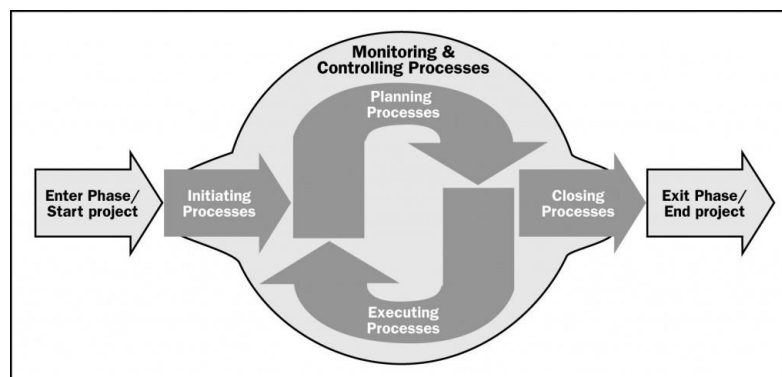 Monitoring &
Controlling Processes
Planning
Processes
Enter Phase/
Start project
Initiating
Processes
Closing
Processes
Exit Phase/
End project
Executing
Processes